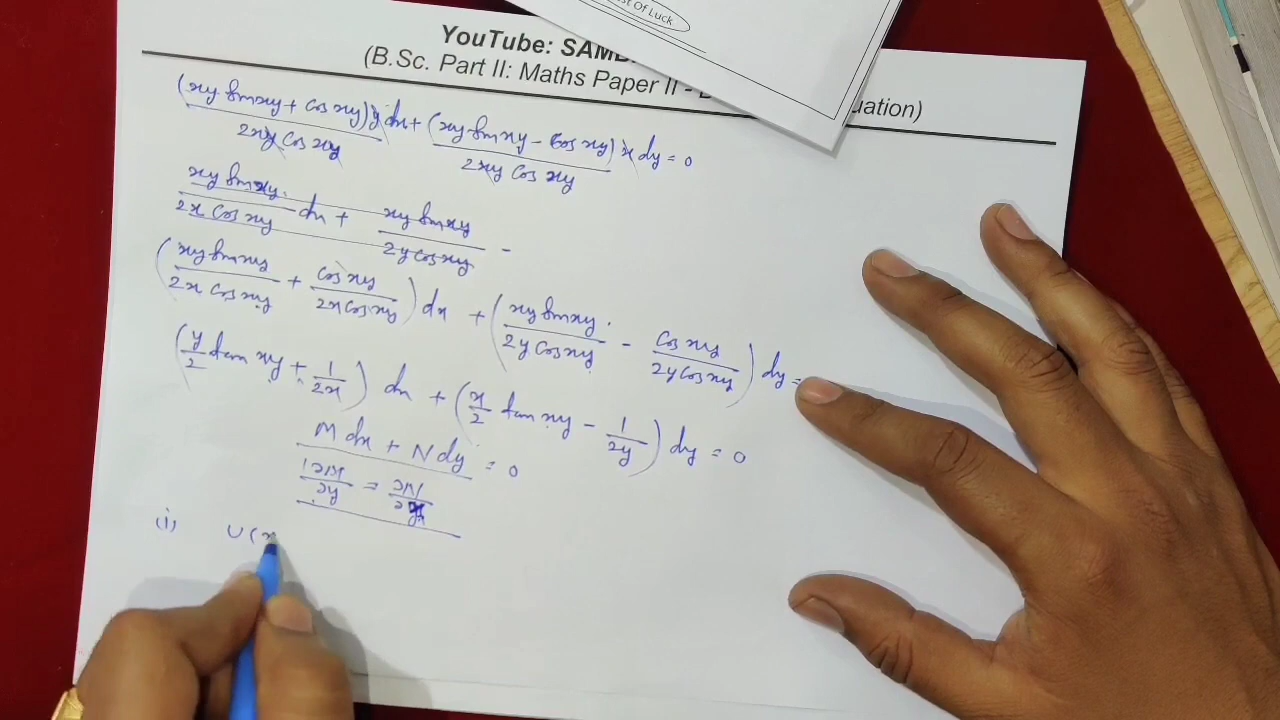 st Of Luck
YouTube: SAMB
(B.Sc. Part II: Maths Paper II - D uation)
(xy sin xy + cos xy) y / 2xy cos xy dx + (xy sin xy - cos xy) x / 2xy cos xy dy = 0
xy sin xy / 2x cos xy dx + xy sin xy / 2y cos xy -
(xy sin xy / 2x cos xy + cos xy / 2x cos xy) dx + (xy sin xy / 2y cos xy - cos xy / 2y cos xy) dy =
(y/2 tan xy + 1/2x) dx + (x/2 tan xy - 1/2y) dy = 0
M dx + N dy = 0
∂M/∂y = ∂N/∂x
(i) U(x